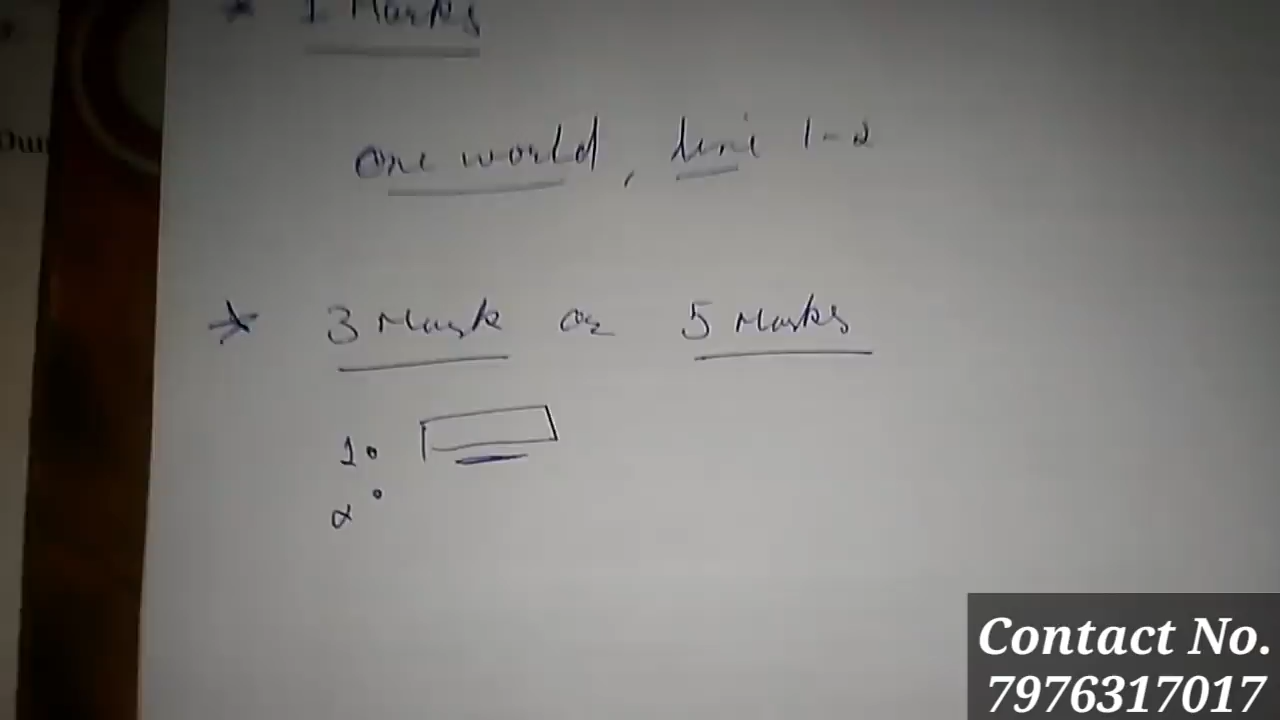 * 1 Marks
One world, line 1-2
* 3 Mark or 5 Marks
1.
2.
Contact No.
7976317017